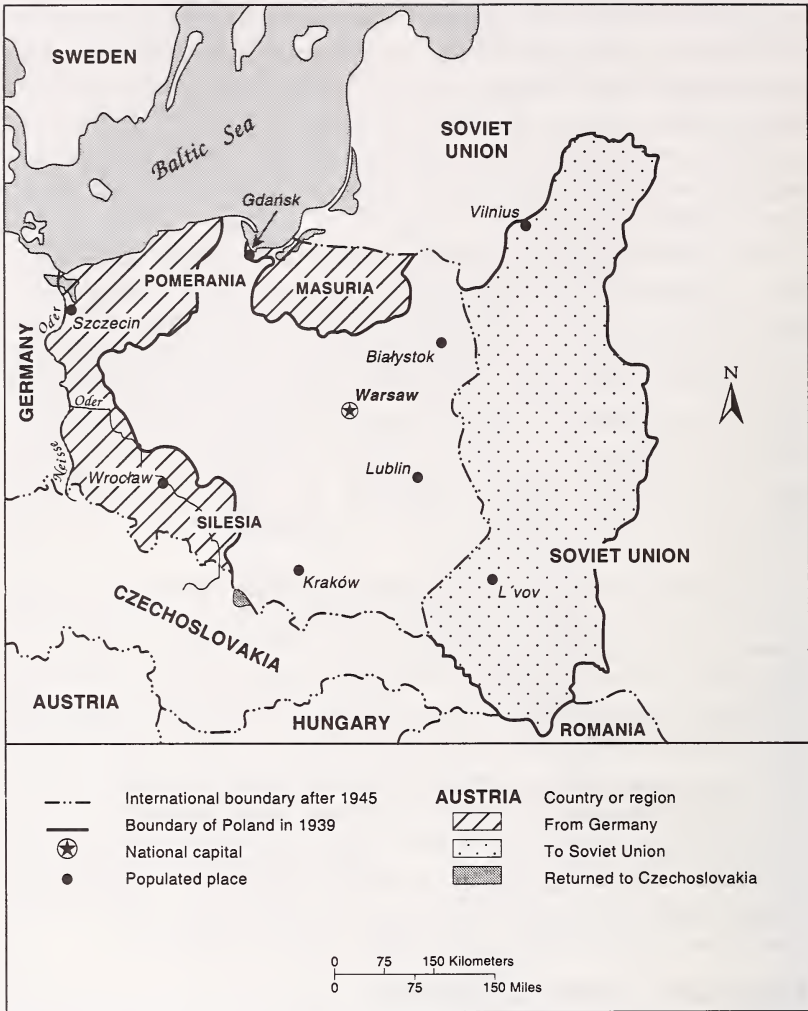 SWEDEN
Baltic Sea
SOVIET
UNION
Gdańsk
Vilnius
POMERANIA
MASURIA
Oder
Szczecin
GERMANY
Białystok
N
Warsaw
Oder
Neisse
Wrocław
Lublin
SILESIA
SOVIET UNION
Kraków
L'vov
CZECHOSLOVAKIA
AUSTRIA
HUNGARY
ROMANIA
International boundary after 1945
Boundary of Poland in 1939
National capital
Populated place
AUSTRIA Country or region
From Germany
To Soviet Union
Returned to Czechoslovakia
0 75 150 Kilometers
0 75 150 Miles